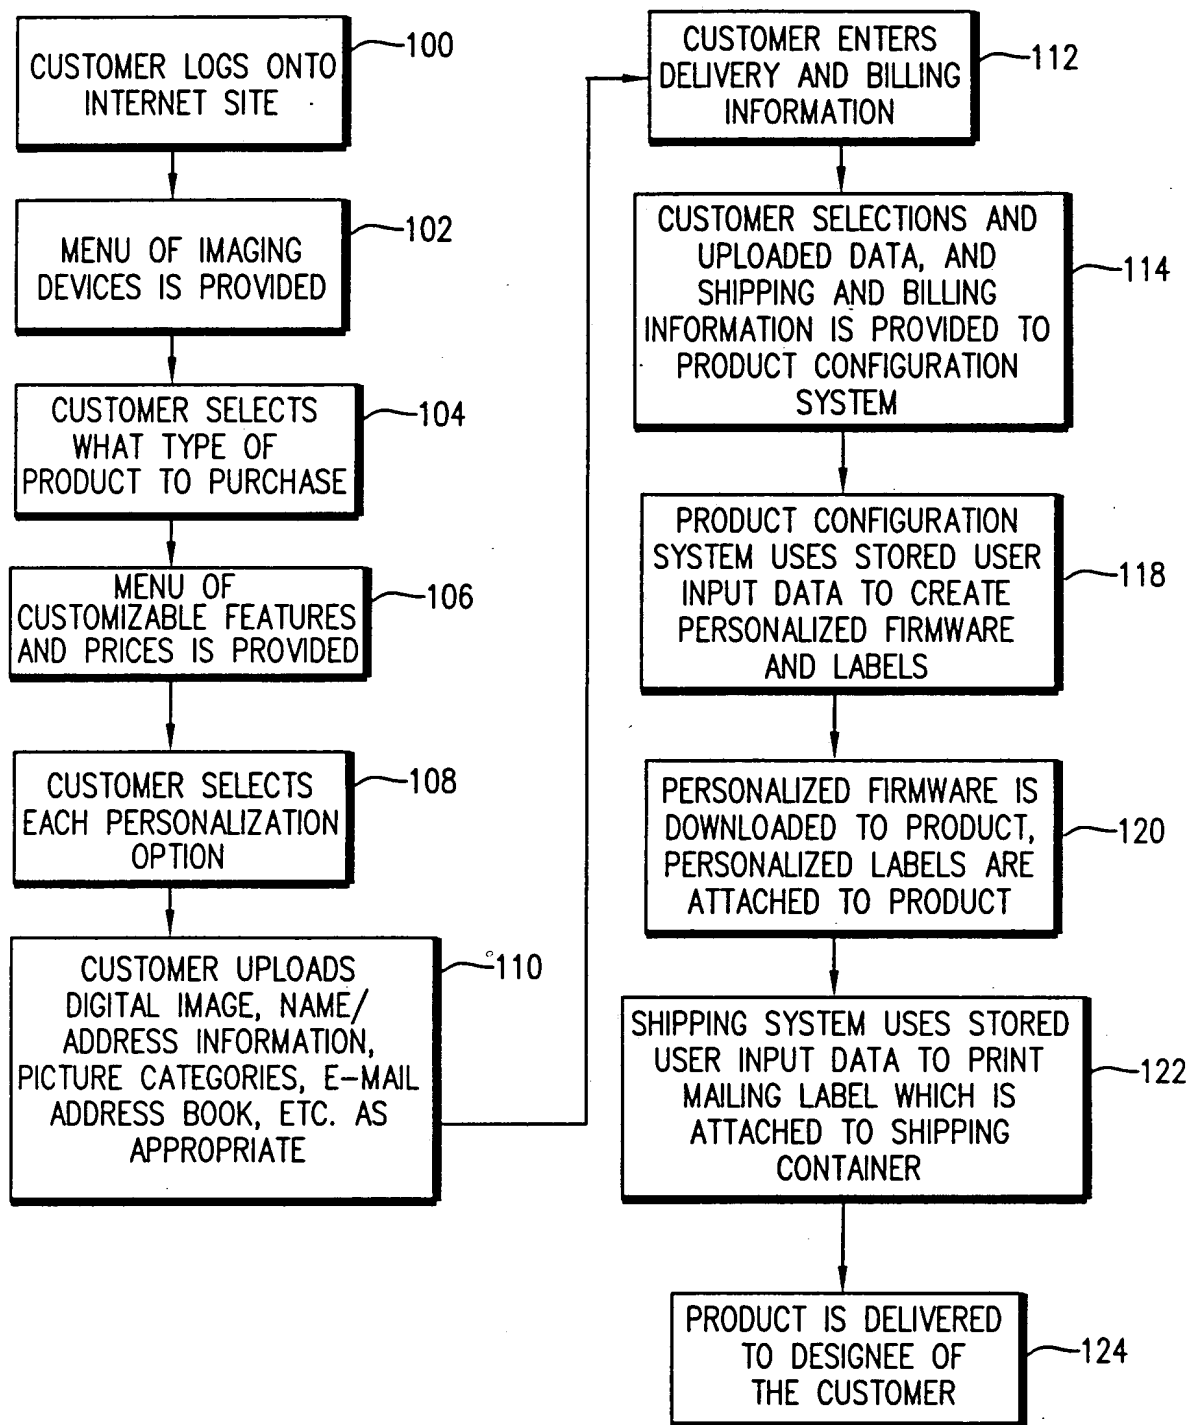 CUSTOMER LOGS ONTO
INTERNET SITE
100
MENU OF IMAGING
DEVICES IS PROVIDED
102
CUSTOMER SELECTS
WHAT TYPE OF
PRODUCT TO PURCHASE
104
MENU OF
CUSTOMIZABLE FEATURES
AND PRICES IS PROVIDED
106
CUSTOMER SELECTS
EACH PERSONALIZATION
OPTION
108
CUSTOMER UPLOADS
DIGITAL IMAGE, NAME/
ADDRESS INFORMATION,
PICTURE CATEGORIES, E-MAIL
ADDRESS BOOK, ETC. AS
APPROPRIATE
110
CUSTOMER ENTERS
DELIVERY AND BILLING
INFORMATION
112
CUSTOMER SELECTIONS AND
UPLOADED DATA, AND
SHIPPING AND BILLING
INFORMATION IS PROVIDED TO
PRODUCT CONFIGURATION
SYSTEM
114
PRODUCT CONFIGURATION
SYSTEM USES STORED USER
INPUT DATA TO CREATE
PERSONALIZED FIRMWARE
AND LABELS
118
PERSONALIZED FIRMWARE IS
DOWNLOADED TO PRODUCT,
PERSONALIZED LABELS ARE
ATTACHED TO PRODUCT
120
SHIPPING SYSTEM USES STORED
USER INPUT DATA TO PRINT
MAILING LABEL WHICH IS
ATTACHED TO SHIPPING
CONTAINER
122
PRODUCT IS DELIVERED
TO DESIGNEE OF
THE CUSTOMER
124